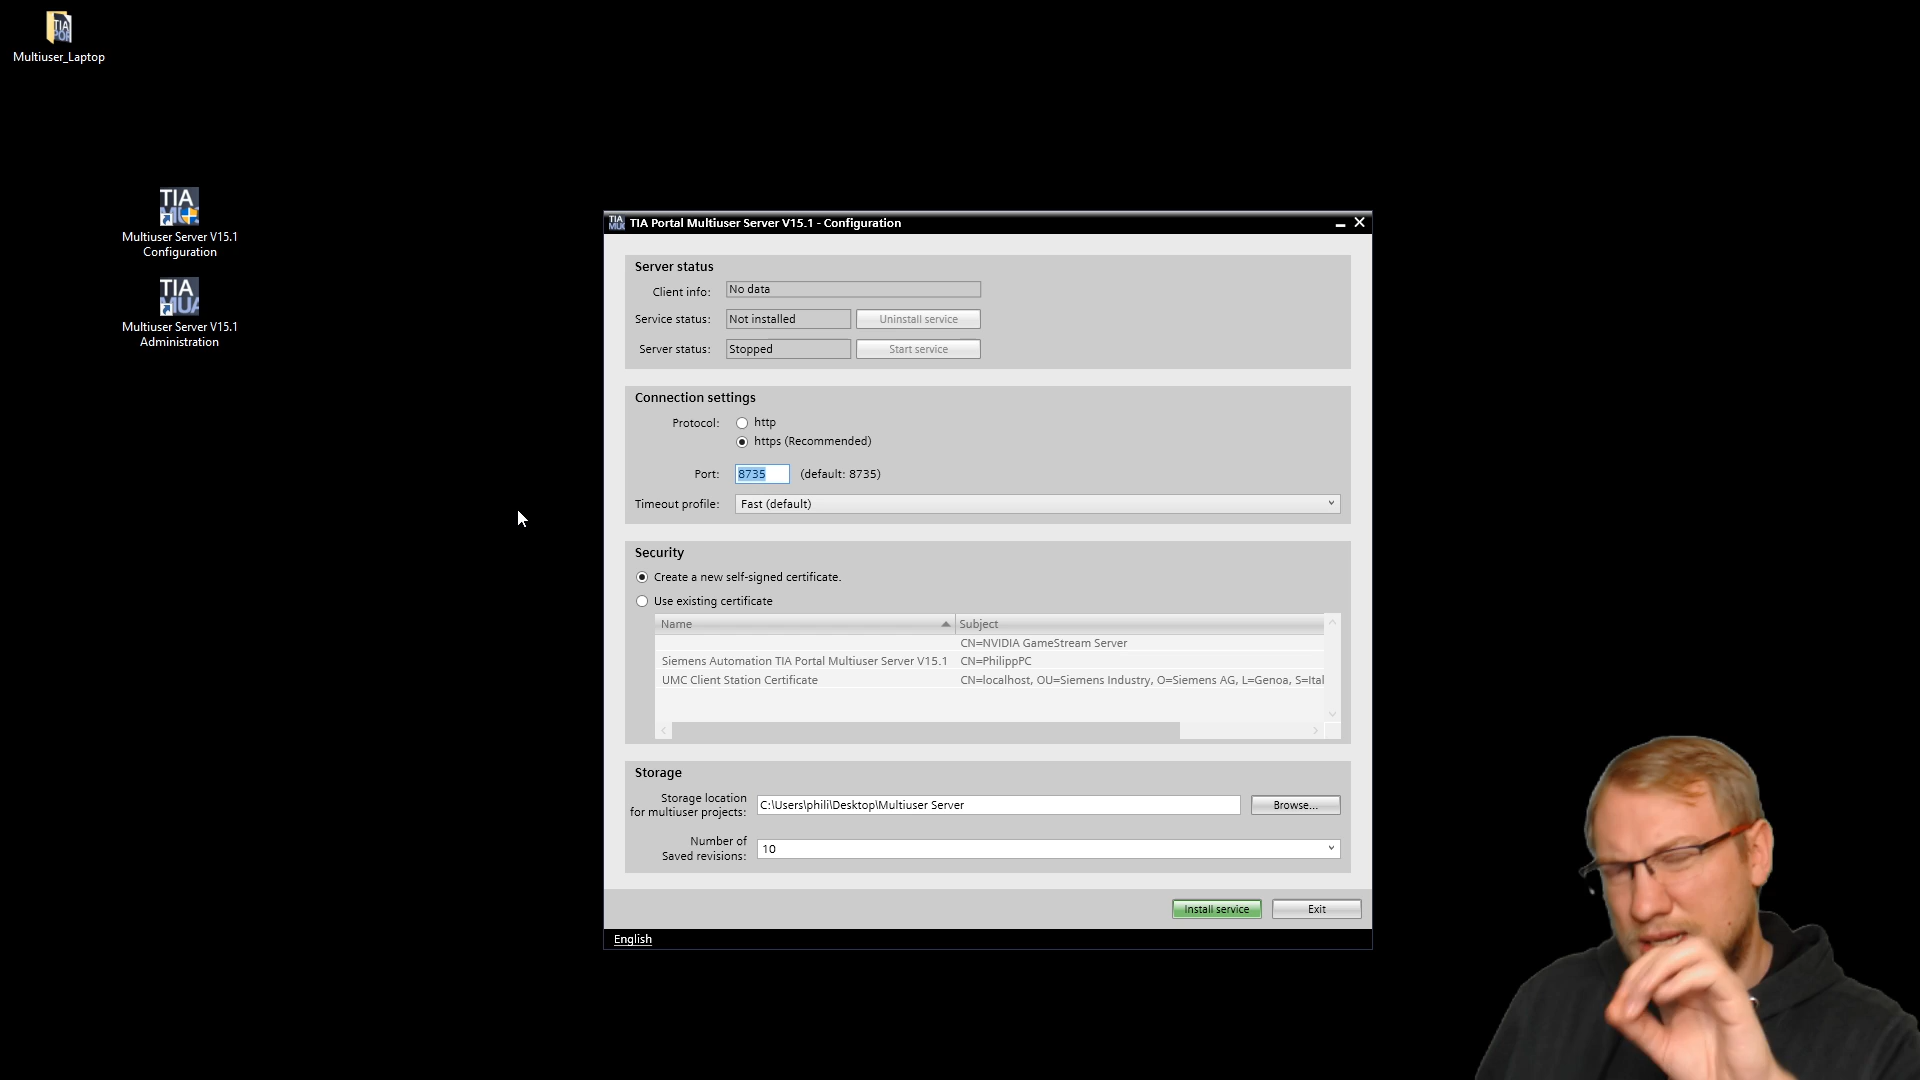 Multiuser_Laptop
TIA
Multiuser Server V15.1
Configuration
TIA
Multiuser Server V15.1
Administration
TIA Portal Multiuser Server V15.1 - Configuration
Server status
Client info: No data
Service status: Not installed Uninstall service
Server status: Stopped Start service
Connection settings
Protocol: http
https (Recommended)
Port: 8735 (default: 8735)
Timeout profile: Fast (default)
Security
Create a new self-signed certificate.
Use existing certificate
Name Subject
CN=NVIDIA GameStream Server
Siemens Automation TIA Portal Multiuser Server V15.1 CN=PhilippPC
UMC Client Station Certificate CN=localhost, OU=Siemens Industry, O=Siemens AG, L=Genoa, S=Ital
Storage
Storage location
for multiuser projects: C:\Users\phili\Desktop\Multiuser Server Browse...
Number of
Saved revisions: 10
Install service Exit
English